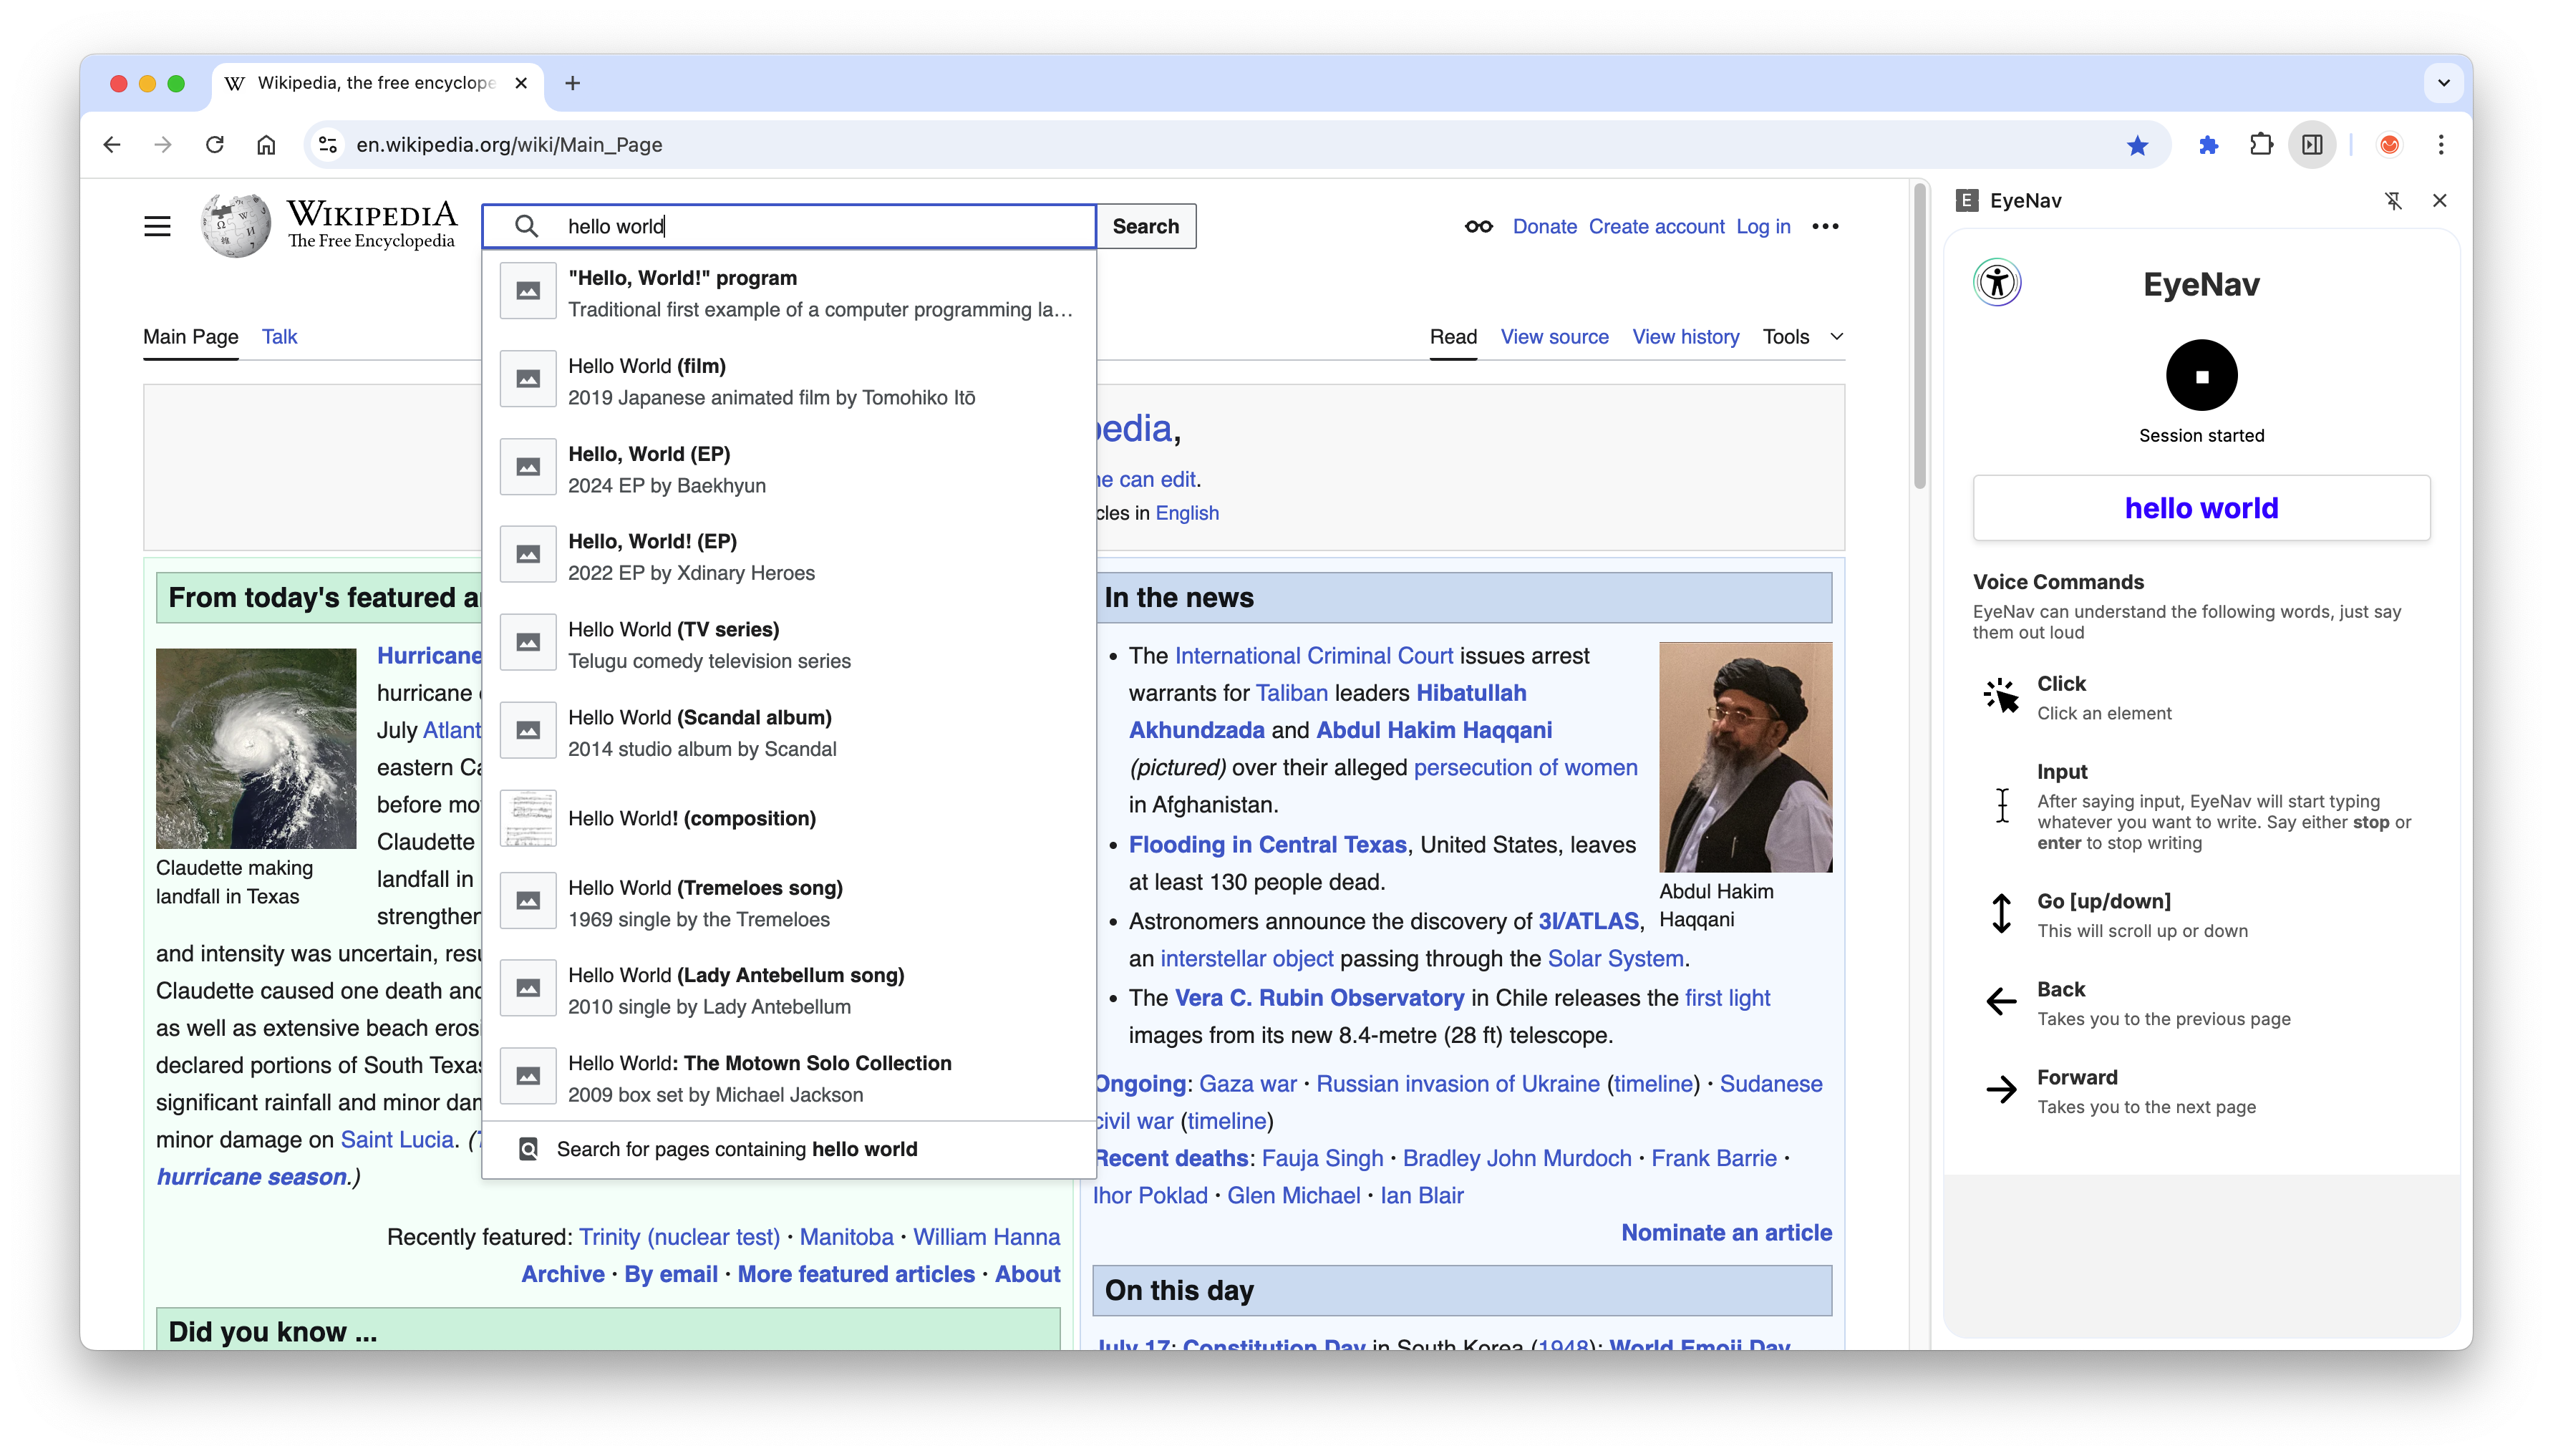 Wikipedia, the free encyclope
en.wikipedia.org/wiki/Main_Page
WIKIPEDIA
The Free Encyclopedia
hello world
Search
Donate Create account Log in
Main Page Talk
Read View source View history Tools
"Hello, World!" program
Traditional first example of a computer programming la…
Hello World (film)
2019 Japanese animated film by Tomohiko Itō
Hello, World (EP)
2024 EP by Baekhyun
Hello, World! (EP)
2022 EP by Xdinary Heroes
Hello World (TV series)
Telugu comedy television series
Hello World (Scandal album)
2014 studio album by Scandal
Hello World! (composition)
Hello World (Tremeloes song)
1969 single by the Tremeloes
Hello World (Lady Antebellum song)
2010 single by Lady Antebellum
Hello World: The Motown Solo Collection
2009 box set by Michael Jackson
Search for pages containing hello world
pedia,
ne can edit.
cles in English
From today's featured a
Hurricane
hurricane
July Atlant
eastern Ca
before mo
Claudette
landfall in
strengthen
Claudette making
landfall in Texas
and intensity was uncertain, resu
Claudette caused one death and
as well as extensive beach erosi
declared portions of South Texas
significant rainfall and minor dam
minor damage on Saint Lucia. (
hurricane season.)
Recently featured: Trinity (nuclear test) · Manitoba · William Hanna
Archive · By email · More featured articles · About
Did you know ...
In the news
• The International Criminal Court issues arrest
warrants for Taliban leaders Hibatullah
Akhundzada and Abdul Hakim Haqqani
(pictured) over their alleged persecution of women
in Afghanistan.
• Flooding in Central Texas, United States, leaves
at least 130 people dead.
• Astronomers announce the discovery of 3I/ATLAS,
an interstellar object passing through the Solar System.
• The Vera C. Rubin Observatory in Chile releases the first light
images from its new 8.4-metre (28 ft) telescope.
Abdul Hakim
Haqqani
Ongoing: Gaza war · Russian invasion of Ukraine (timeline) · Sudanese
civil war (timeline)
Recent deaths: Fauja Singh · Bradley John Murdoch · Frank Barrie ·
Ihor Poklad · Glen Michael · Ian Blair
Nominate an article
On this day
July 17: Constitution Day in South Korea (1948); World Emoji Day
E EyeNav
EyeNav
Session started
hello world
Voice Commands
EyeNav can understand the following words, just say
them out loud
Click
Click an element
Input
After saying input, EyeNav will start typing
whatever you want to write. Say either stop or
enter to stop writing
Go [up/down]
This will scroll up or down
Back
Takes you to the previous page
Forward
Takes you to the next page